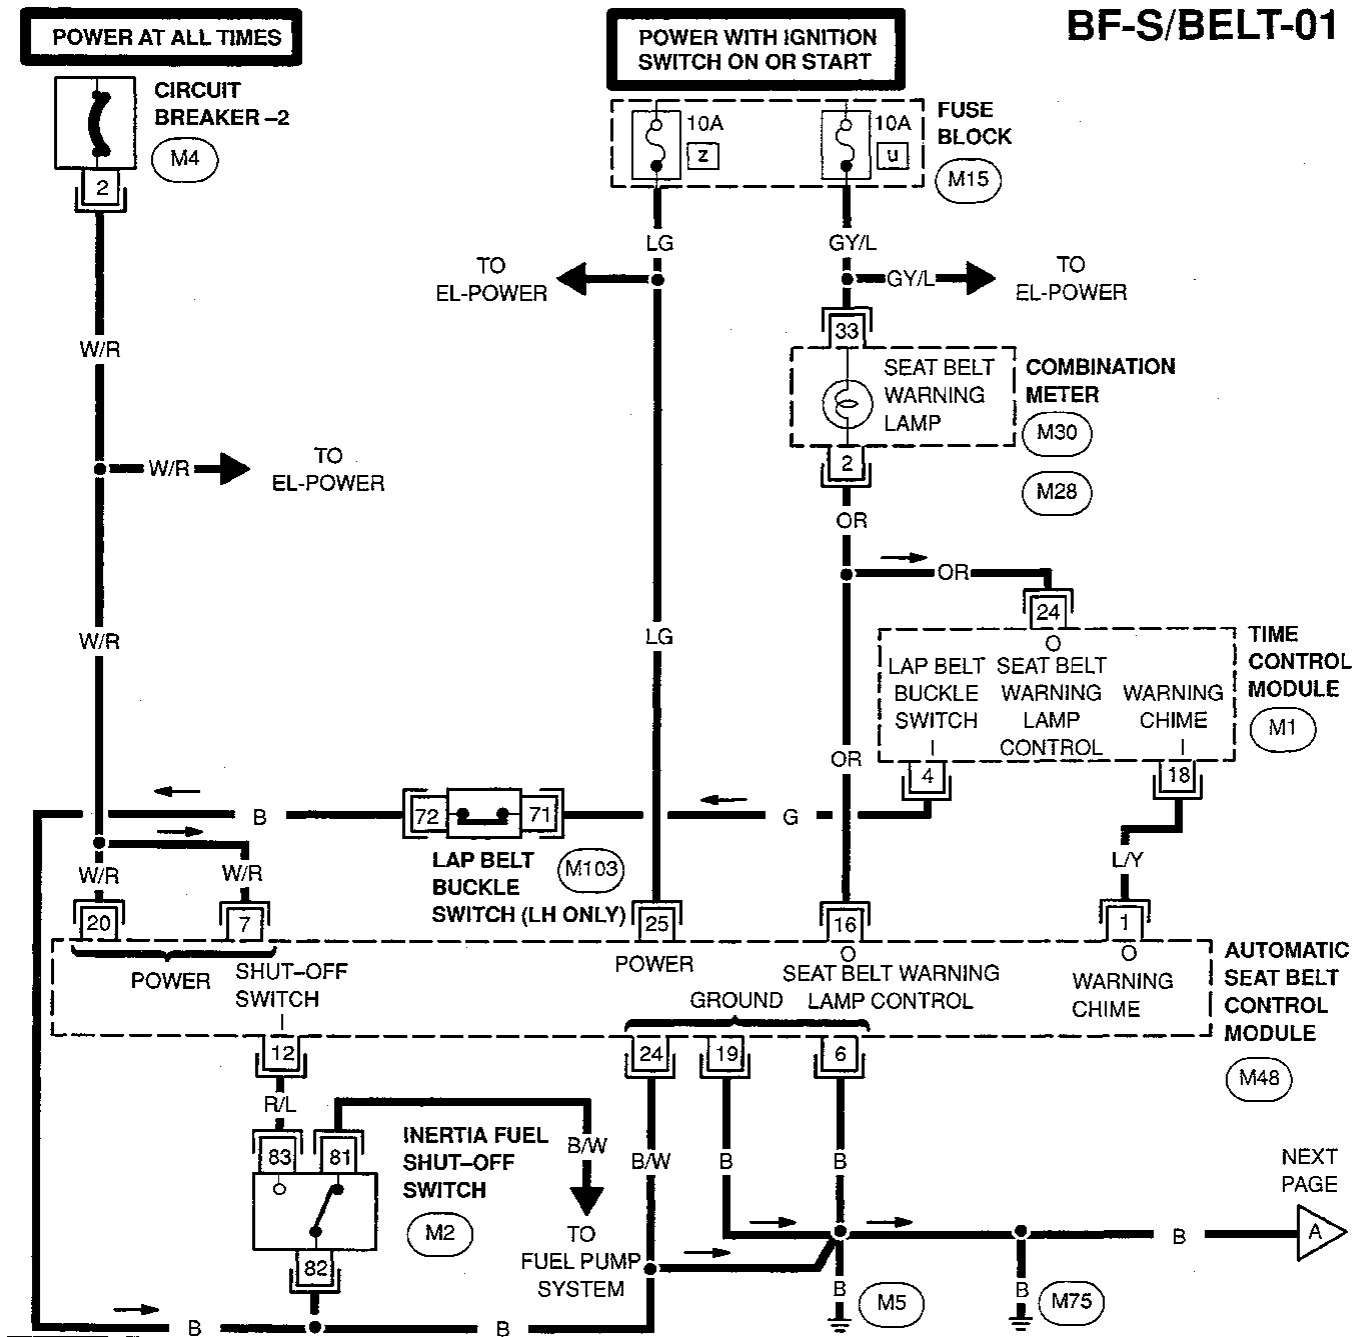 BF-S/BELT-01
POWER AT ALL TIMES
POWER WITH IGNITION
SWITCH ON OR START
CIRCUIT
BREAKER –2
M4
2
10A
z
10A
u
FUSE
BLOCK
M15
LG
GY/L
TO
EL-POWER
GY/L
TO
EL-POWER
33
W/R
SEAT BELT
WARNING
LAMP
COMBINATION
METER
M30
M28
2
W/R
TO
EL-POWER
OR
OR
24
W/R
LG
O
LAP BELT
BUCKLE
SWITCH
I
SEAT BELT
WARNING
LAMP
CONTROL
WARNING
CHIME
I
TIME
CONTROL
MODULE
M1
OR
4
18
B
72
71
G
LAP BELT
BUCKLE
SWITCH (LH ONLY)
M103
W/R
W/R
L/Y
20
7
25
16
1
POWER
SHUT–OFF
SWITCH
I
POWER
GROUND
O
SEAT BELT WARNING
LAMP CONTROL
O
WARNING
CHIME
AUTOMATIC
SEAT BELT
CONTROL
MODULE
M48
12
24
19
6
R/L
83
81
INERTIA FUEL
SHUT–OFF
SWITCH
M2
B/W
B/W
B
B
NEXT
PAGE
A
TO
FUEL PUMP
SYSTEM
82
B
B
M5
B
M75
B
B